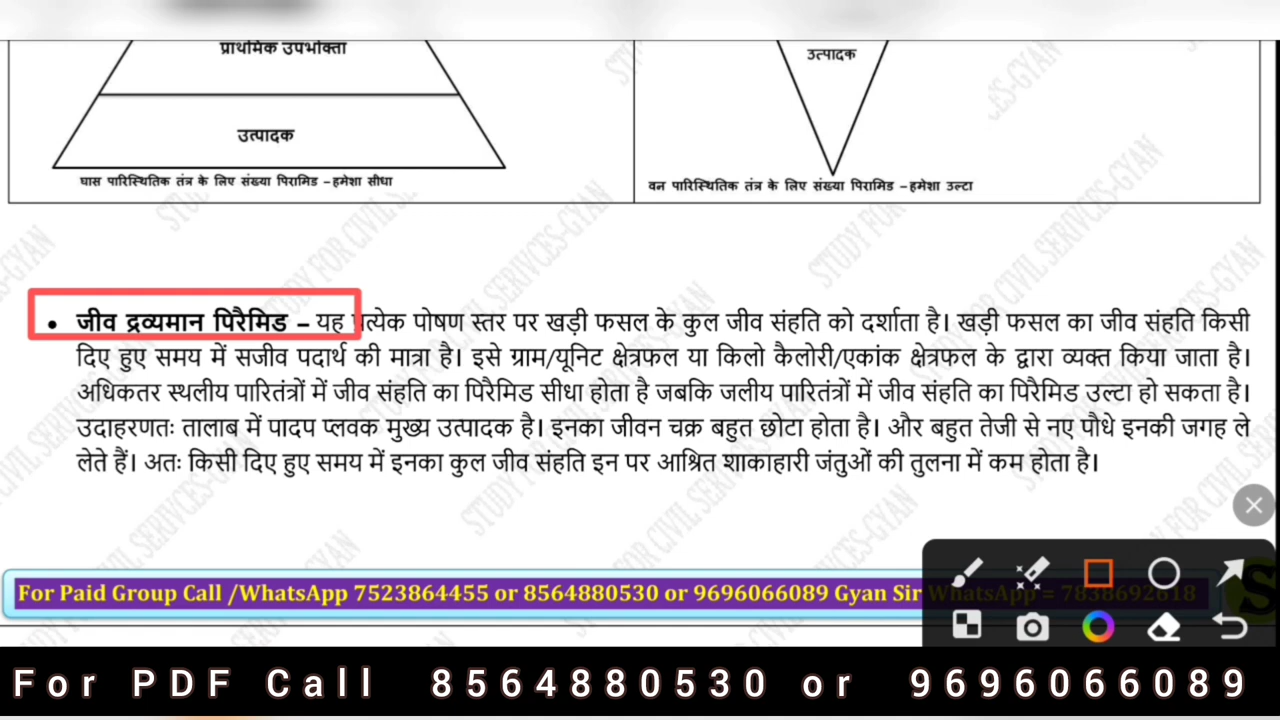 प्राथमिक उपभोक्ता
उत्पादक
घास पारिस्थितिक तंत्र के लिए संख्या पिरामिड –हमेशा सीधा
उत्पादक
वन पारिस्थितिक तंत्र के लिए संख्या पिरामिड –हमेशा उल्टा
• जीव द्रव्यमान पिरैमिड – यह प्रत्येक पोषण स्तर पर खड़ी फसल के कुल जीव संहति को दर्शाता है। खड़ी फसल का जीव संहति किसी
दिए हुए समय में सजीव पदार्थ की मात्रा है। इसे ग्राम/यूनिट क्षेत्रफल या किलो कैलोरी/एकांक क्षेत्रफल के द्वारा व्यक्त किया जाता है।
अधिकतर स्थलीय पारितंत्रों में जीव संहति का पिरैमिड सीधा होता है जबकि जलीय पारितंत्रों में जीव संहति का पिरैमिड उल्टा हो सकता है।
उदाहरणतः तालाब में पादप प्लवक मुख्य उत्पादक है। इनका जीवन चक्र बहुत छोटा होता है। और बहुत तेजी से नए पौधे इनकी जगह ले
लेते हैं। अतः किसी दिए हुए समय में इनका कुल जीव संहति इन पर आश्रित शाकाहारी जंतुओं की तुलना में कम होता है।
For Paid Group Call /WhatsApp 7523864455 or 8564880530 or 9696066089 Gyan Sir WhatsApp = 7838692618
For PDF Call 8564880530 or 9696066089